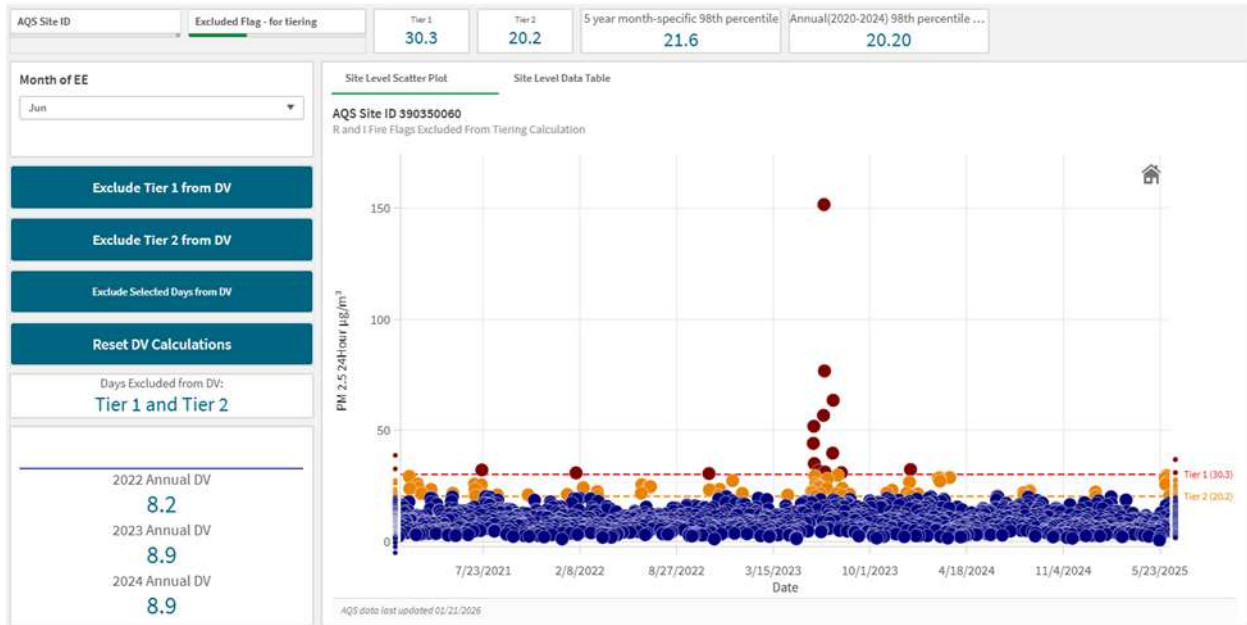 AQS Site ID
Excluded Flag - for tiering
Tier 1
30.3
Tier 2
20.2
5 year month-specific 98th percentile
21.6
Annual(2020-2024) 98th percentile ...
20.20
Month of EE
Jun
Exclude Tier 1 from DV
Exclude Tier 2 from DV
Exclude Selected Days from DV
Reset DV Calculations
Days Excluded from DV:
Tier 1 and Tier 2
2022 Annual DV
8.2
2023 Annual DV
8.9
2024 Annual DV
8.9
Site Level Scatter Plot
Site Level Data Table
AQS Site ID 390350060
R and I Fire Flags Excluded From Tiering Calculation
PM 2.5 24Hour µg/m³
150
100
50
0
Tier 1 (30.3)
Tier 2 (20.2)
7/23/2021 2/8/2022 8/27/2022 3/15/2023 10/1/2023 4/18/2024 11/4/2024 5/23/2025
Date
AQS data last updated 01/21/2026